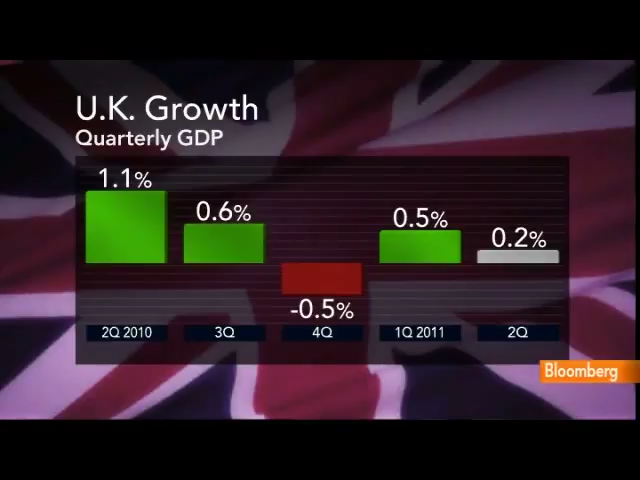 U.K. Growth
Quarterly GDP
1.1%
0.6%
0.5%
0.2%
-0.5%
2Q 2010
3Q
4Q
1Q 2011
2Q
Bloomberg